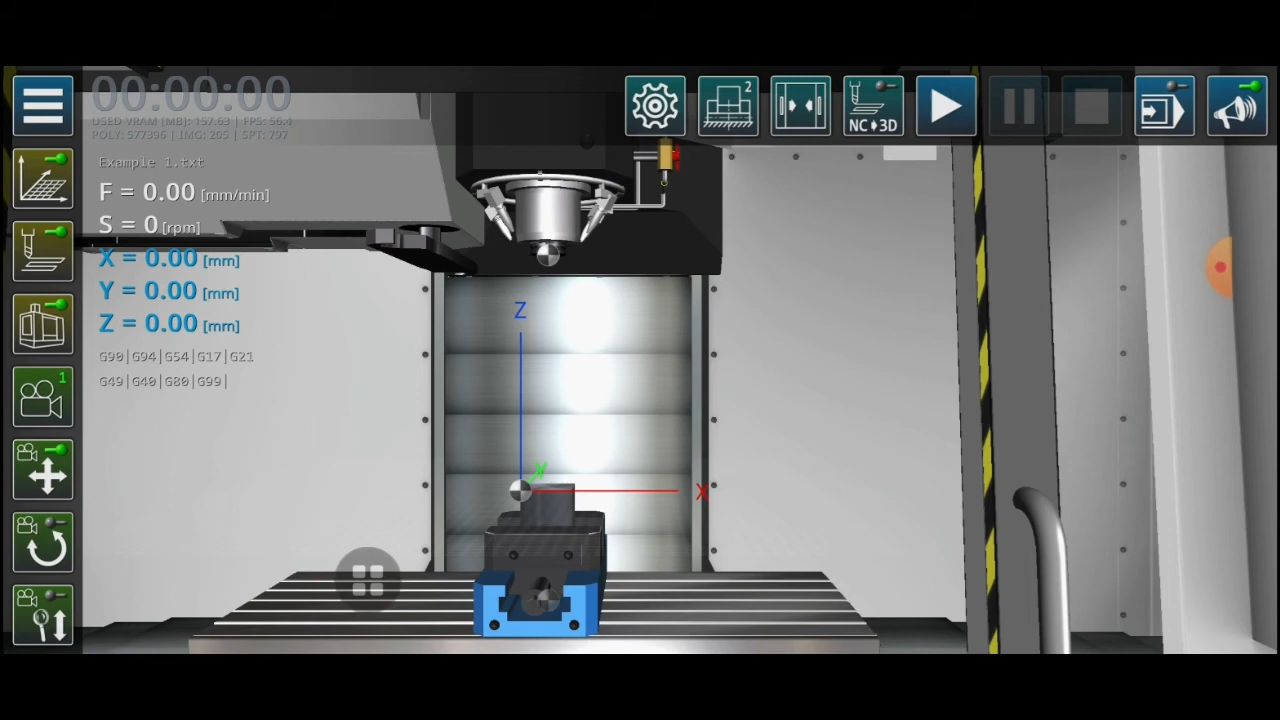 00:00:00
USED VRAM [MB]: 157.63 | FPS: 56.4
POLY: 577396 | IMG: 205 | SPT: 797
Example 1.txt
F = 0.00 [mm/min]
S = 0 [rpm]
X = 0.00 [mm]
Y = 0.00 [mm]
Z = 0.00 [mm]
G90|G94|G54|G17|G21
G49|G40|G80|G99|
1
2
NC 3D
Z
Y
X